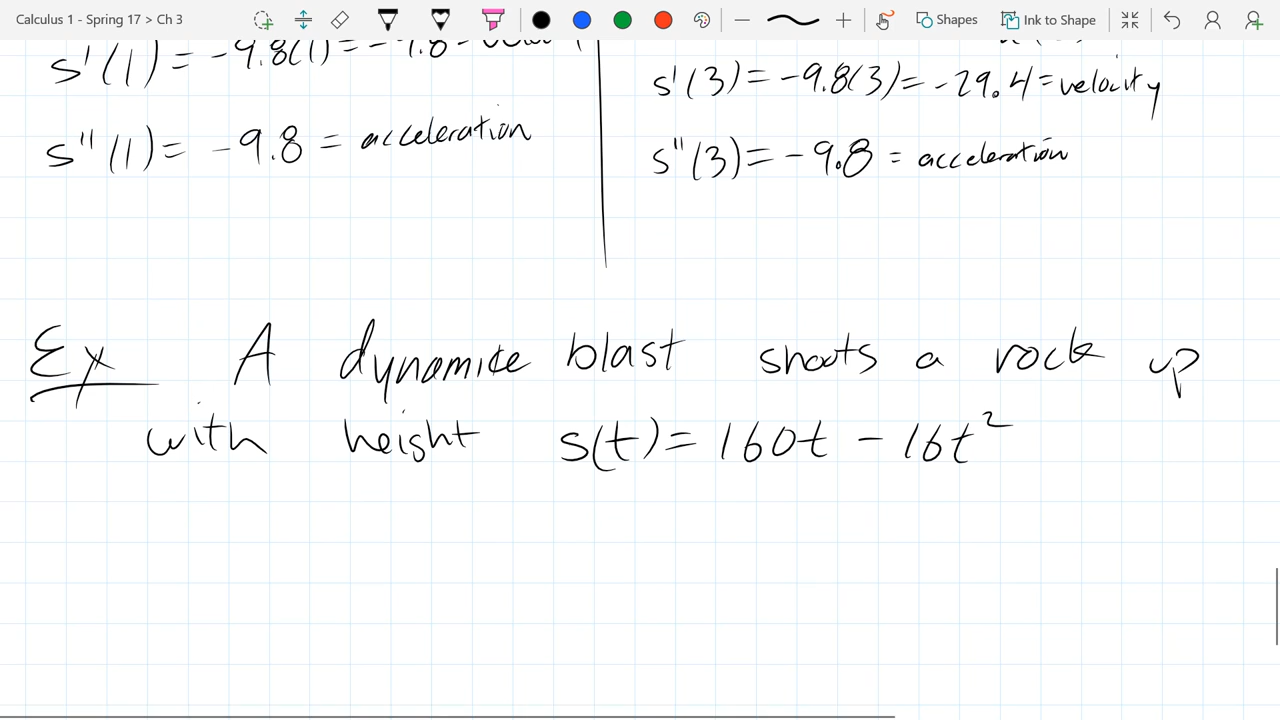 Calculus 1 - Spring 17 > Ch 3
Shapes
Ink to Shape
s'(1) = -9.8(1) = -9.8 =
s''(1) = -9.8 = acceleration
s'(3) = -9.8(3) = -29.4 = velocity
s''(3) = -9.8 = acceleration
Ex A dynamite blast shoots a rock up
with height s(t) = 160t - 16t²